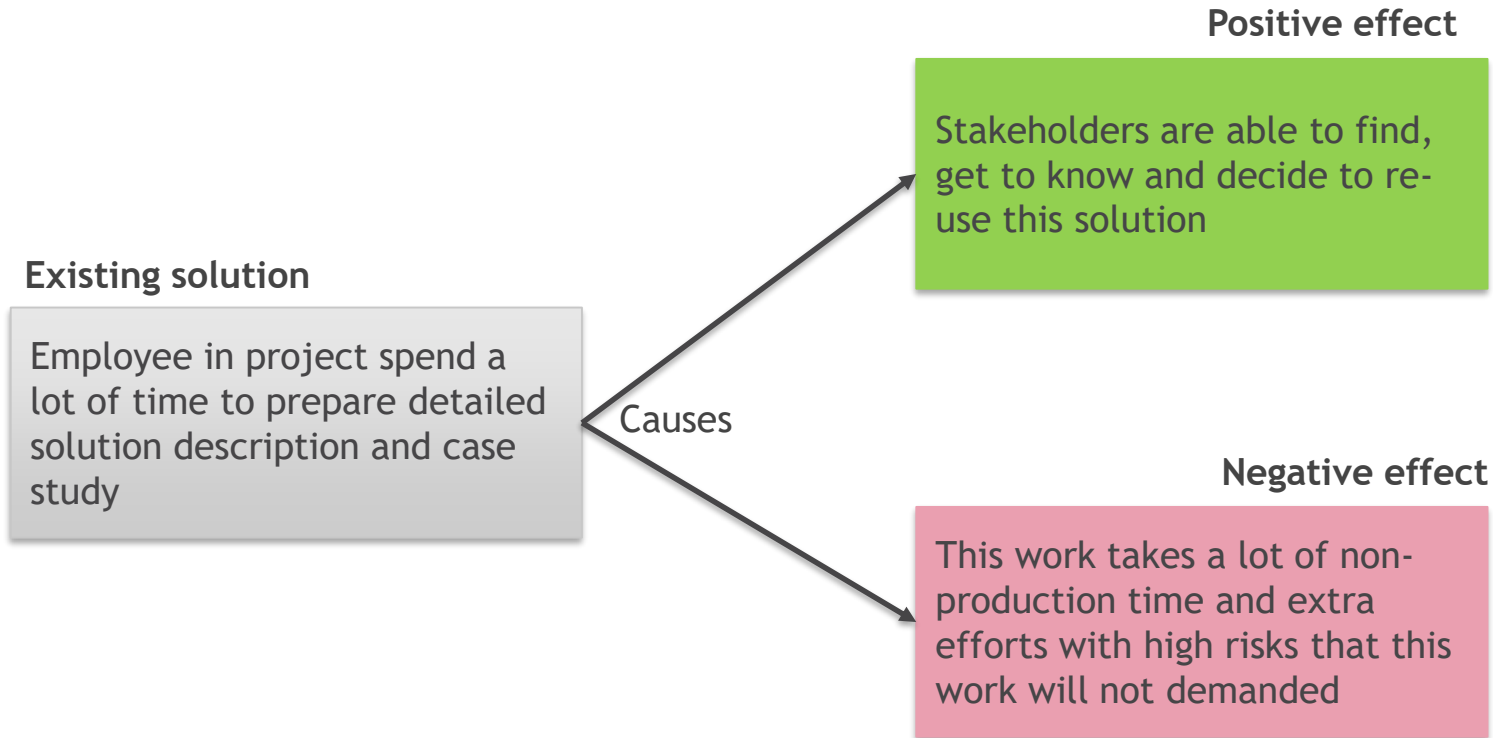 Positive effect
Stakeholders are able to find,
get to know and decide to re-
use this solution
Existing solution
Employee in project spend a
lot of time to prepare detailed
solution description and case
study
Causes
Negative effect
This work takes a lot of non-
production time and extra
efforts with high risks that this
work will not demanded